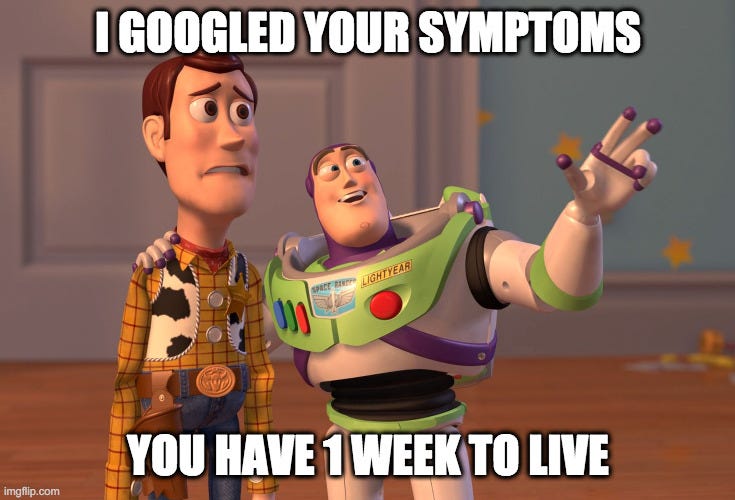 I GOOGLED YOUR SYMPTOMS
SPACE RANGER
LIGHTYEAR
YOU HAVE 1 WEEK TO LIVE
imgflip.com